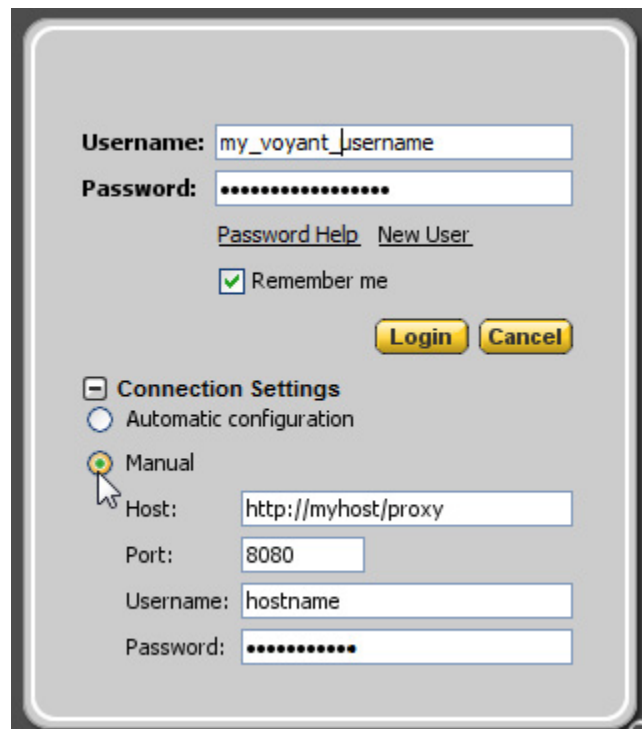 Username: my_voyant_username
Password: •••••••••••••••••
Password Help New User
Remember me
Login Cancel
Connection Settings
Automatic configuration
Manual
Host: http://myhost/proxy
Port: 8080
Username: hostname
Password: •••••••••••